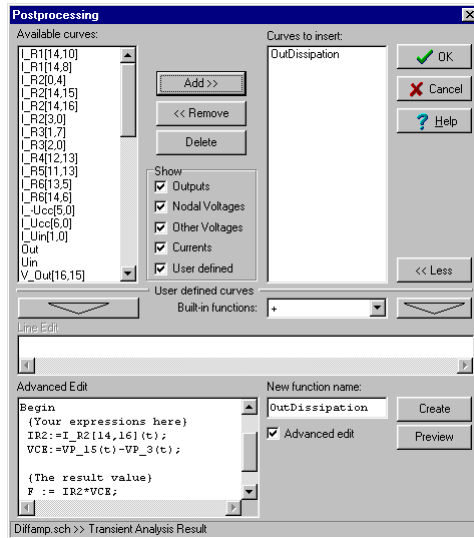 Postprocessing
Available curves:
I_R1[14,10]
I_R1[14,8]
I_R2[0,4]
I_R2[14,15]
I_R2[14,16]
I_R2[3,0]
I_R3[1,7]
I_R3[2,0]
I_R4[12,13]
I_R5[11,13]
I_R6[13,5]
I_R6[14,6]
I_-Ucc[5,0]
I_Ucc[6,0]
I_Uin[1,0]
Out
Uin
V_Out[16,15]
Add >>
<< Remove
Delete
Show
Outputs
Nodal Voltages
Other Voltages
Currents
User defined
Curves to insert:
OutDissipation
OK
Cancel
? Help
<< Less
User defined curves
Built-in functions:
+
Line Edit
Advanced Edit
Begin
{Your expressions here}
IR2:=I_R2[14,16](t);
VCE:=VP_15(t)-VP_3(t);
{The result value}
F := IR2*VCE;
New function name:
OutDissipation
Advanced edit
Create
Preview
Diffamp.sch >> Transient Analysis Result